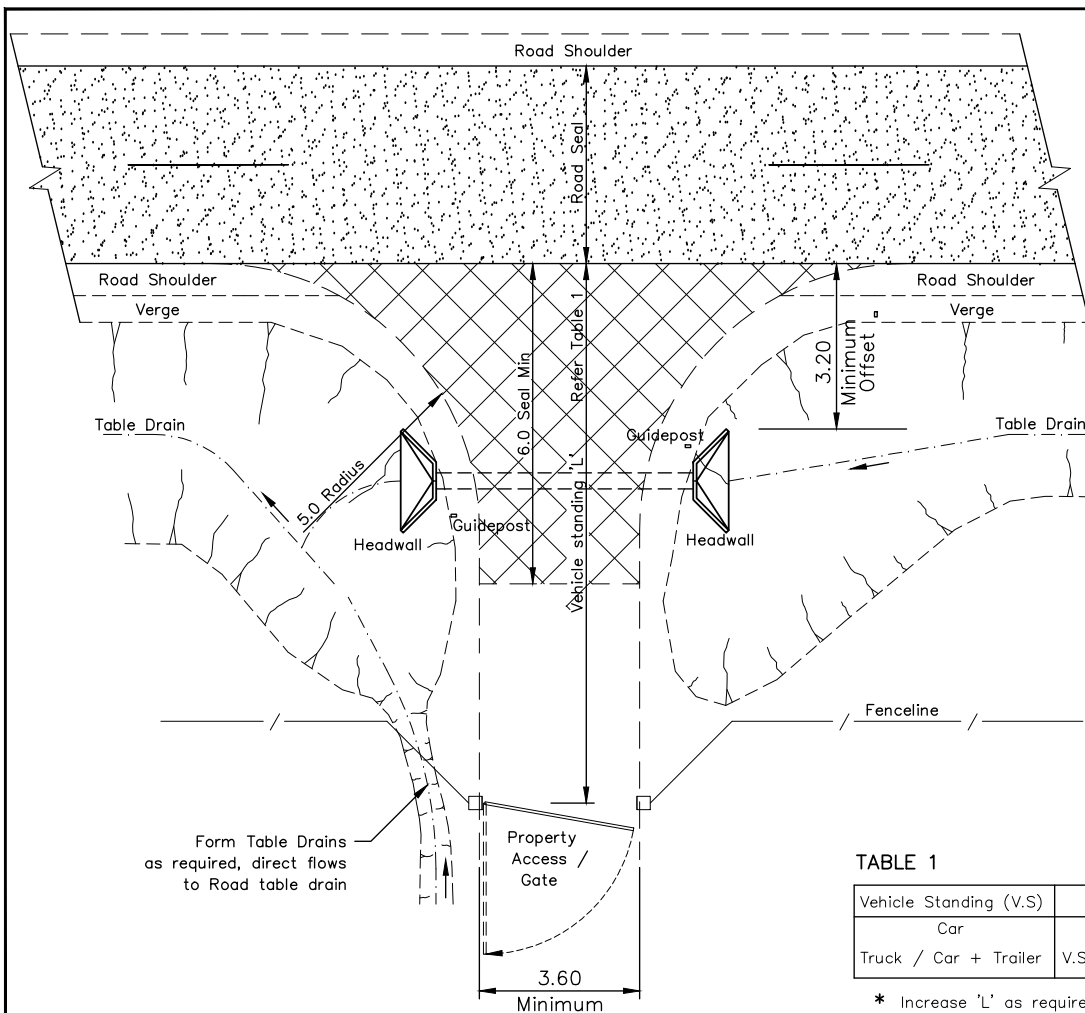 Road Shoulder
Road Seal
Road Shoulder
Road Shoulder
Verge
Verge
6.0 Seal Min
Vehicle standing 'L'
Refer Table 1
3.20
Minimum
Offset
Table Drain
Table Drain
5.0 Radius
Guidepost
Guidepost
Headwall
Headwall
Fenceline
Form Table Drains
as required, direct flows
to Road table drain
Property
Access /
Gate
3.60
Minimum
TABLE 1
Vehicle Standing (V.S)
Car
Truck / Car + Trailer V.S
* Increase 'L' as require